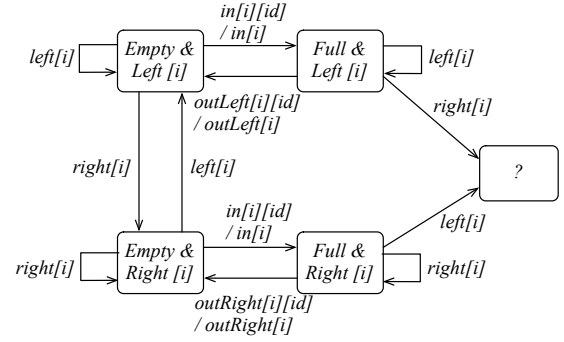 in[i][id]
/ in[i]
Empty &
Left [i]
Full &
Left [i]
left[i]
left[i]
outLeft[i][id]
/ outLeft[i]
right[i]
right[i]
left[i]
?
in[i][id]
/ in[i]
left[i]
Empty &
Right [i]
Full &
Right [i]
right[i]
right[i]
outRight[i][id]
/ outRight[i]